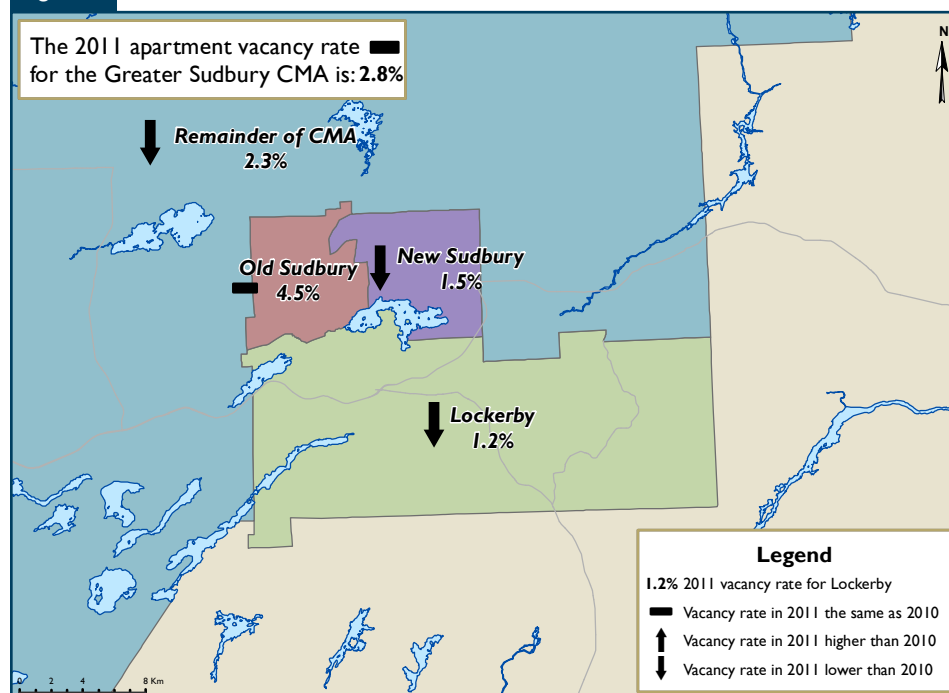 The 2011 apartment vacancy rate
for the Greater Sudbury CMA is: 2.8%
N
Remainder of CMA
2.3%
Old Sudbury
4.5%
New Sudbury
1.5%
Lockerby
1.2%
Legend
1.2% 2011 vacancy rate for Lockerby
Vacancy rate in 2011 the same as 2010
Vacancy rate in 2011 higher than 2010
Vacancy rate in 2011 lower than 2010
0 2 4 8 Km